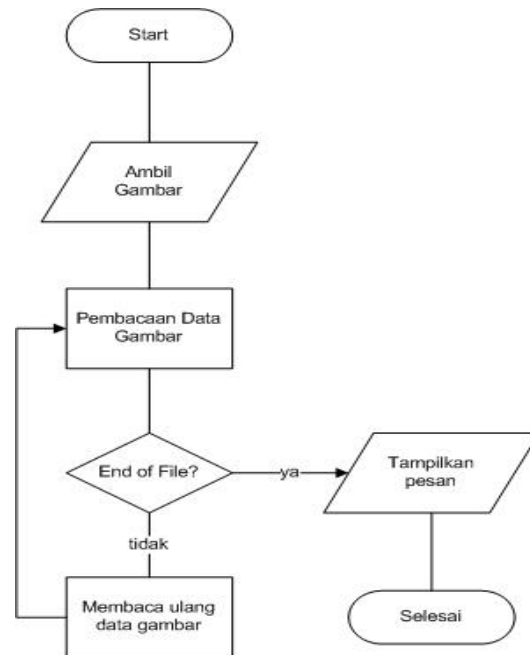 Start
Ambil
Gambar
Pembacaan Data
Gambar
End of File?
ya
Tampilkan
pesan
tidak
Membaca ulang
data gambar
Selesai